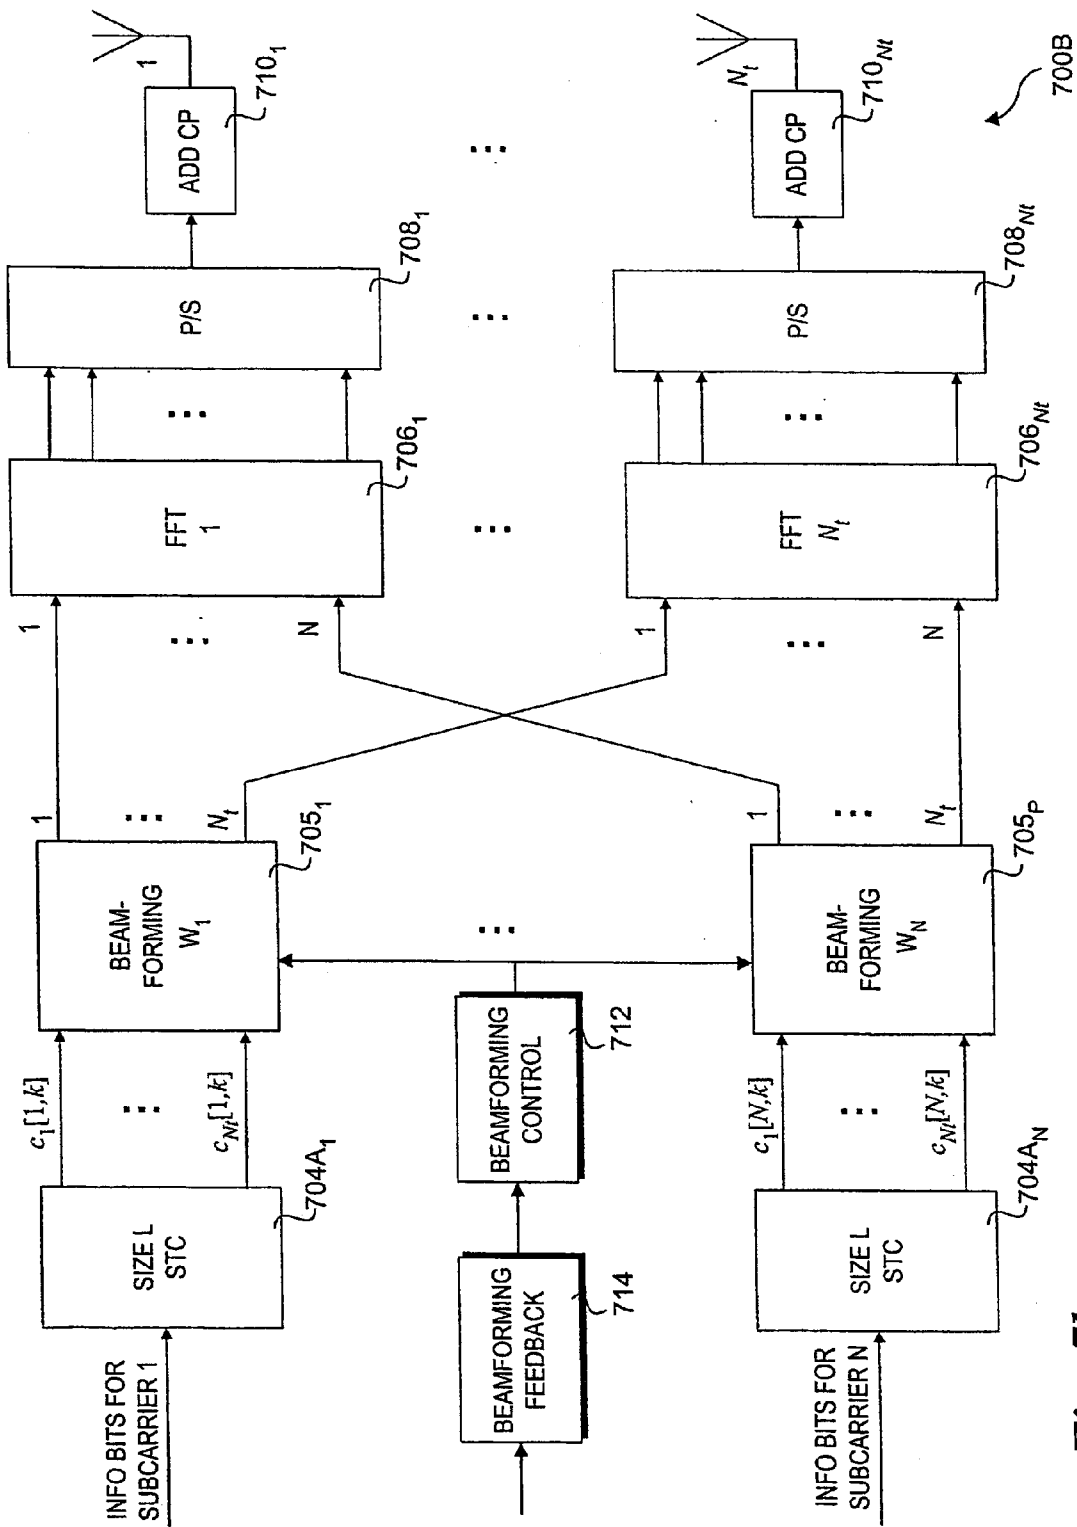 INFO BITS FOR
SUBCARRIER 1
SIZE L
STC
704A1
c1[1,k]
cNt[1,k]
BEAM-
FORMING
W1
7051
1
Nt
1
N
FFT
1
7061
P/S
7081
ADD CP
7101
1
BEAMFORMING
FEEDBACK
714
BEAMFORMING
CONTROL
712
INFO BITS FOR
SUBCARRIER N
SIZE L
STC
704AN
c1[N,k]
cNt[N,k]
BEAM-
FORMING
WN
705P
1
Nt
1
N
FFT
Nt
706Nt
P/S
708Nt
ADD CP
710Nt
Nt
700B